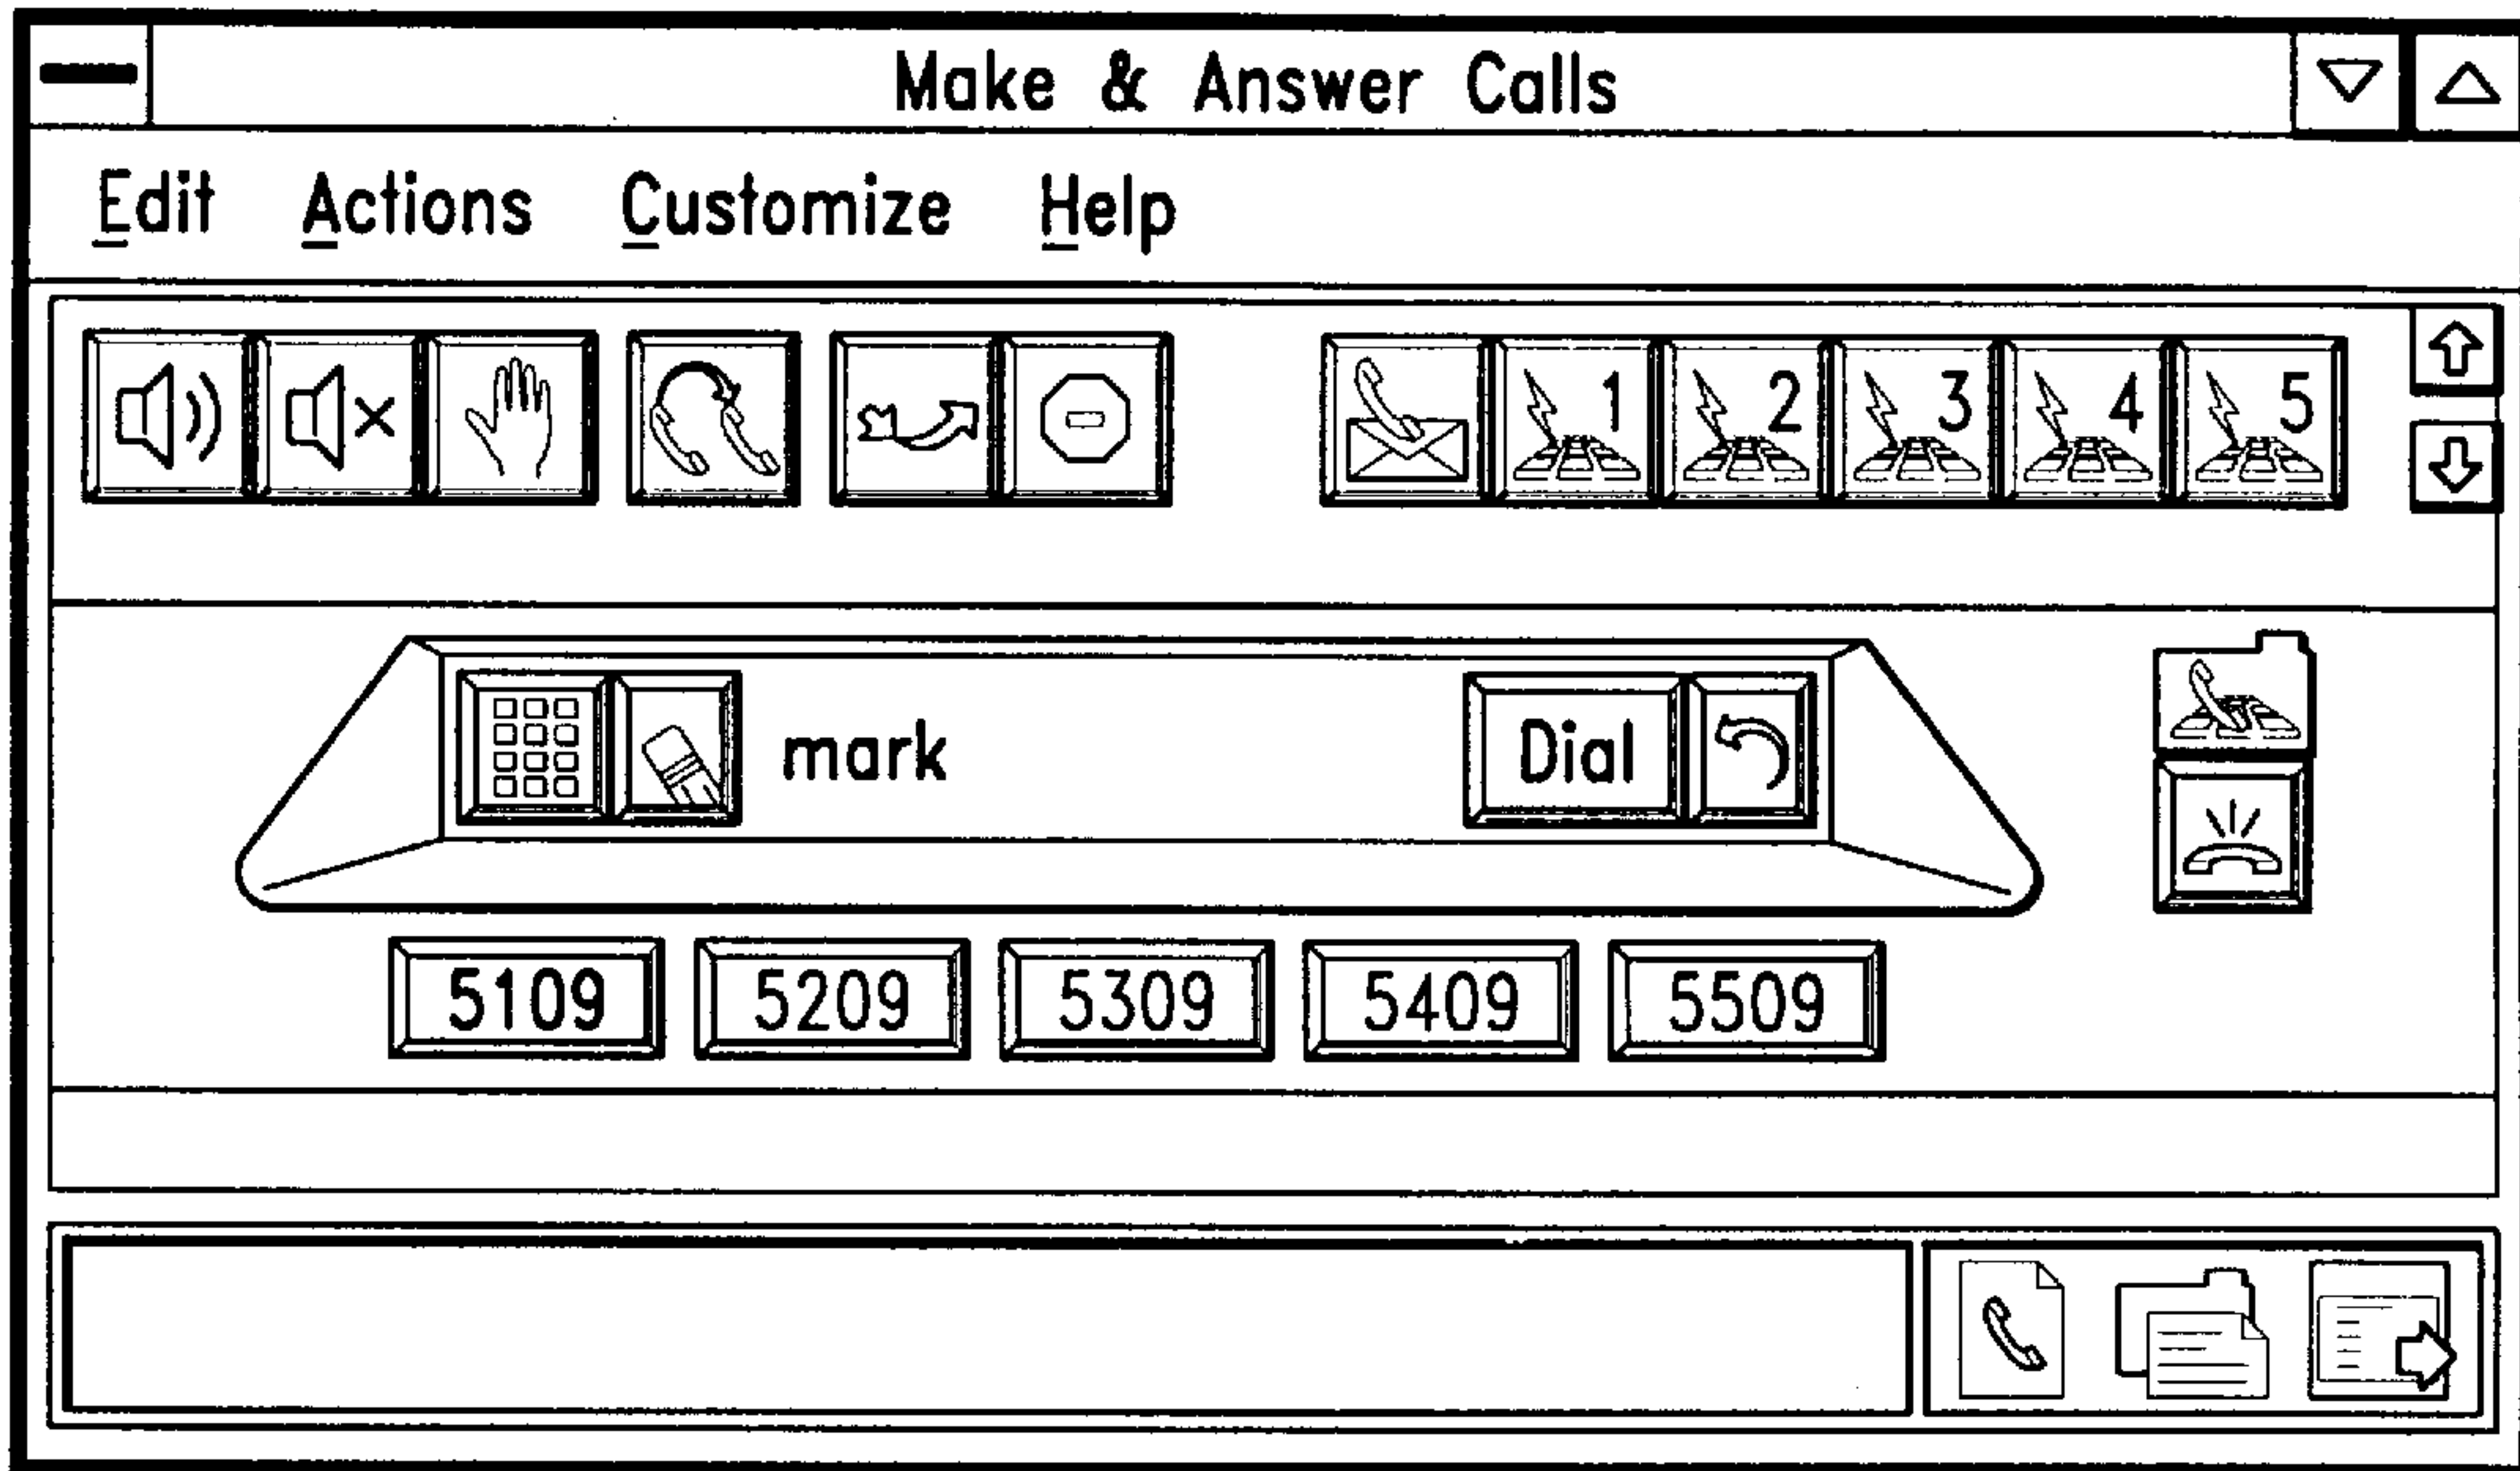 Make & Answer Calls
Edit Actions Customize Help
1 2 3 4 5
mark Dial
5109 5209 5309 5409 5509